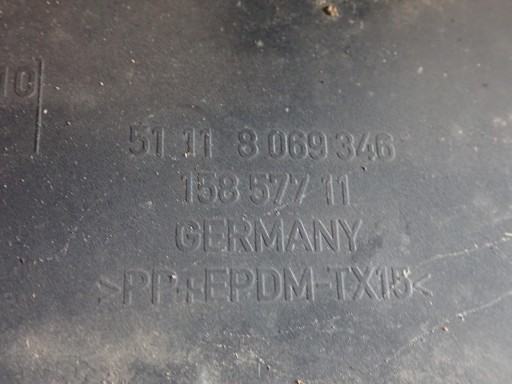 51 11 8 069 346
158 577 11
GERMANY
>PP+EPDM-TX15<